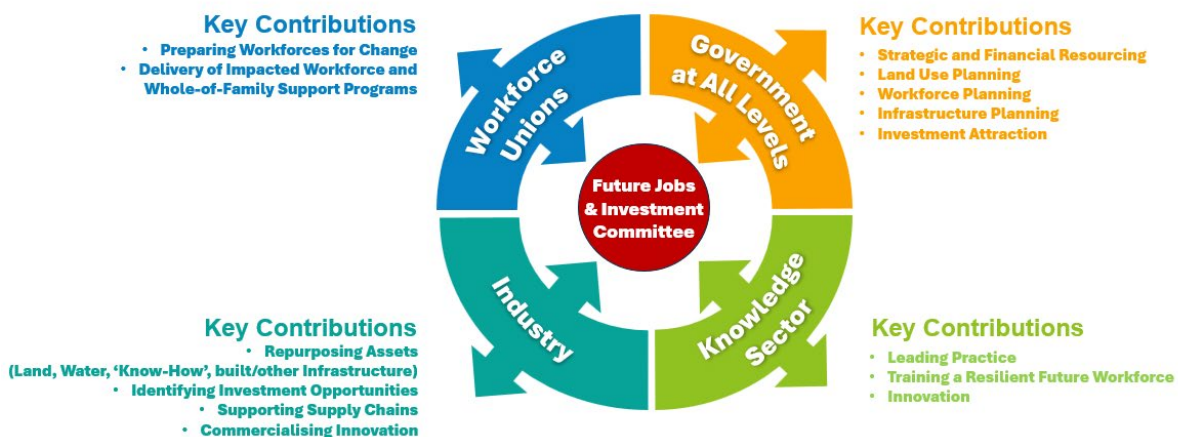 Key Contributions
• Preparing Workforces for Change
• Delivery of Impacted Workforce and
Whole-of-Family Support Programs
Workforce
Unions
Government
at All Levels
Key Contributions
• Strategic and Financial Resourcing
• Land Use Planning
• Workforce Planning
• Infrastructure Planning
• Investment Attraction
Future Jobs
& Investment
Committee
Key Contributions
• Repurposing Assets
(Land, Water, ‘Know-How’, built/other Infrastructure)
• Identifying Investment Opportunities
• Supporting Supply Chains
• Commercialising Innovation
Industry
Knowledge
Sector
Key Contributions
• Leading Practice
• Training a Resilient Future Workforce
• Innovation